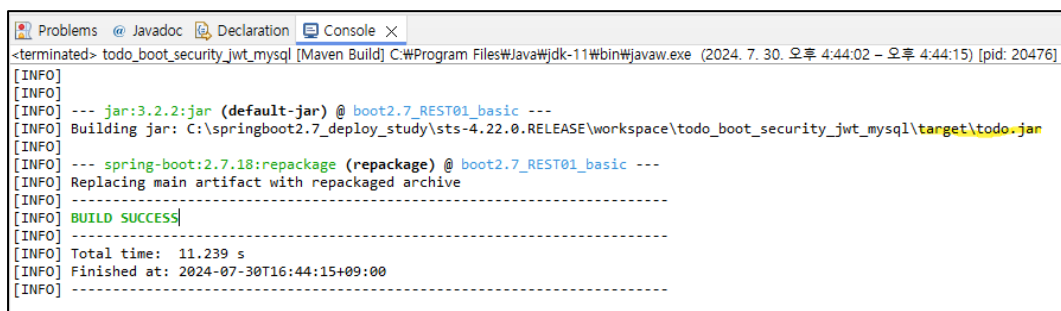 Problems @ Javadoc Declaration Console ×
<terminated> todo_boot_security_jwt_mysql [Maven Build] C:₩Program Files₩Java₩jdk-11₩bin₩javaw.exe (2024. 7. 30. 오후 4:44:02 – 오후 4:44:15) [pid: 20476]
[INFO]
[INFO]
[INFO] --- jar:3.2.2:jar (default-jar) @ boot2.7_REST01_basic ---
[INFO] Building jar: C:\springboot2.7_deploy_study\sts-4.22.0.RELEASE\workspace\todo_boot_security_jwt_mysql\target\todo.jar
[INFO]
[INFO] --- spring-boot:2.7.18:repackage (repackage) @ boot2.7_REST01_basic ---
[INFO] Replacing main artifact with repackaged archive
[INFO] ------------------------------------------------------------------------
[INFO] BUILD SUCCESS
[INFO] ------------------------------------------------------------------------
[INFO] Total time:  11.239 s
[INFO] Finished at: 2024-07-30T16:44:15+09:00
[INFO] ------------------------------------------------------------------------